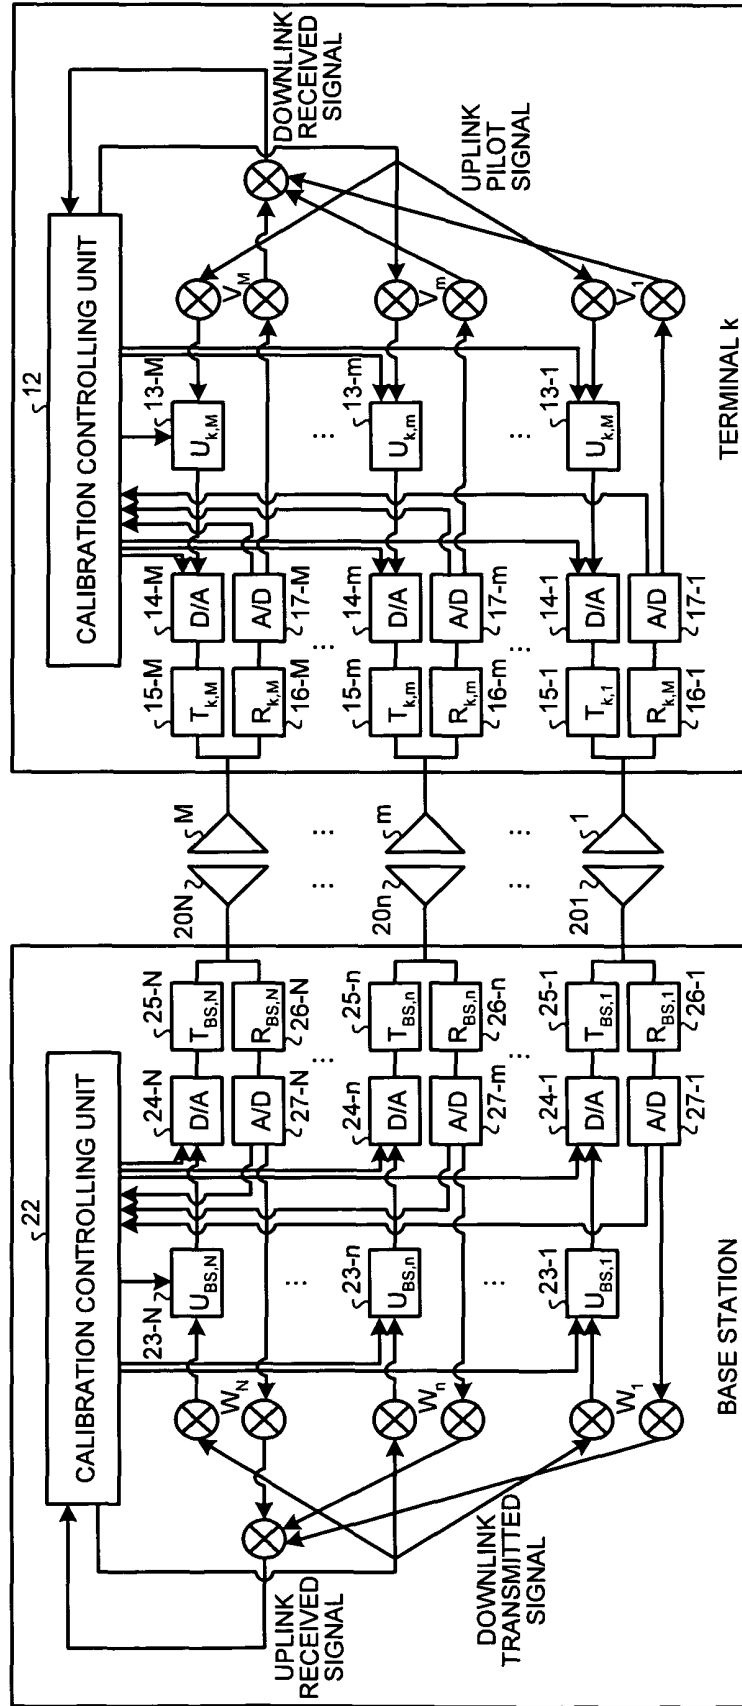 BASE STATION
CALIBRATION CONTROLLING UNIT
22
UPLINK
RECEIVED
SIGNAL
DOWNLINK
TRANSMITTED
SIGNAL
W_N
W_n
W_1
23-N
U_BS,N
...
23-n
U_BS,n
...
23-1
U_BS,1
24-N
D/A
25-N
T_BS,N
A/D
27-N
R_BS,N
26-N
...
24-n
D/A
25-n
T_BS,n
A/D
27-m
R_BS,n
26-n
...
24-1
D/A
25-1
T_BS,1
A/D
27-1
R_BS,1
26-1
20N
M
...
...
20n
m
...
...
201
1
TERMINAL k
CALIBRATION CONTROLLING UNIT
12
15-M
T_k,M
14-M
D/A
R_k,M
16-M
A/D
17-M
...
15-m
T_k,m
14-m
D/A
R_k,m
16-m
A/D
17-m
...
15-1
T_k,1
14-1
D/A
R_k,M
16-1
A/D
17-1
13-M
U_k,M
...
13-m
U_k,m
...
13-1
U_k,M
V_M
V_m
V_1
DOWNLINK
RECEIVED
SIGNAL
UPLINK
PILOT
SIGNAL